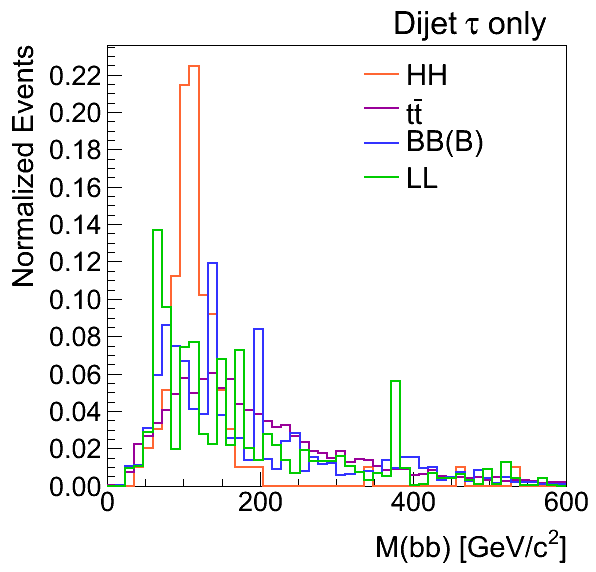 Dijet τ only
Normalized Events
HH
tt̄
BB(B)
LL
0.22
0.20
0.18
0.16
0.14
0.12
0.10
0.08
0.06
0.04
0.02
0.00
0
200
400
600
M(bb) [GeV/c²]